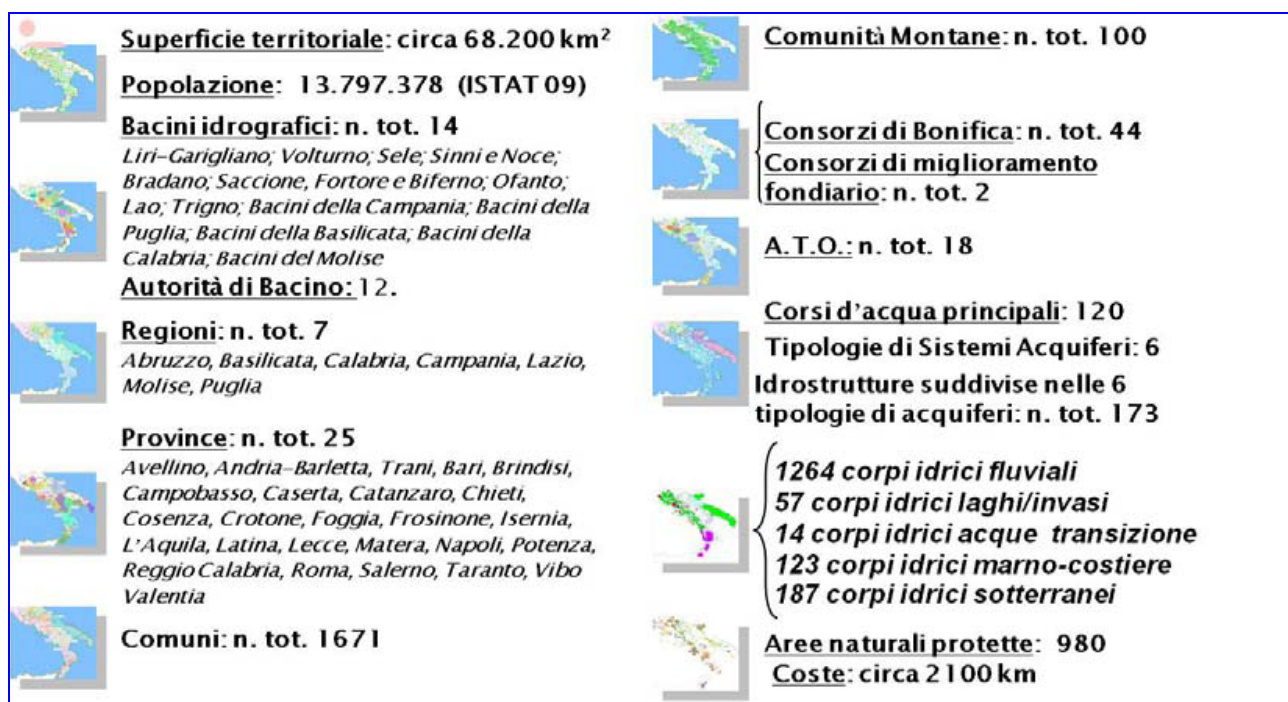 Superficie territoriale: circa 68.200 km²
Popolazione: 13.797.378 (ISTAT 09)
Bacini idrografici: n. tot. 14
Liri-Garigliano; Volturno; Sele; Sinni e Noce;
Bradano; Saccione, Fortore e Biferno; Ofanto;
Lao; Trigno; Bacini della Campania; Bacini della
Puglia; Bacini della Basilicata; Bacini della
Calabria; Bacini del Molise
Autorità di Bacino: 12.
Regioni: n. tot. 7
Abruzzo, Basilicata, Calabria, Campania, Lazio,
Molise, Puglia
Province: n. tot. 25
Avellino, Andria-Barletta, Trani, Bari, Brindisi,
Campobasso, Caserta, Catanzaro, Chieti,
Cosenza, Crotone, Foggia, Frosinone, Isernia,
L'Aquila, Latina, Lecce, Matera, Napoli, Potenza,
Reggio Calabria, Roma, Salerno, Taranto, Vibo
Valentia
Comuni: n. tot. 1671
Comunità Montane: n. tot. 100
Consorzi di Bonifica: n. tot. 44
Consorzi di miglioramento
fondiario: n. tot. 2
A.T.O.: n. tot. 18
Corsi d'acqua principali: 120
Tipologie di Sistemi Acquiferi: 6
Idrostrutture suddivise nelle 6
tipologie di acquiferi: n. tot. 173
1264 corpi idrici fluviali
57 corpi idrici laghi/invasi
14 corpi idrici acque transizione
123 corpi idrici marno-costiere
187 corpi idrici sotterranei
Aree naturali protette: 980
Coste: circa 2100 km